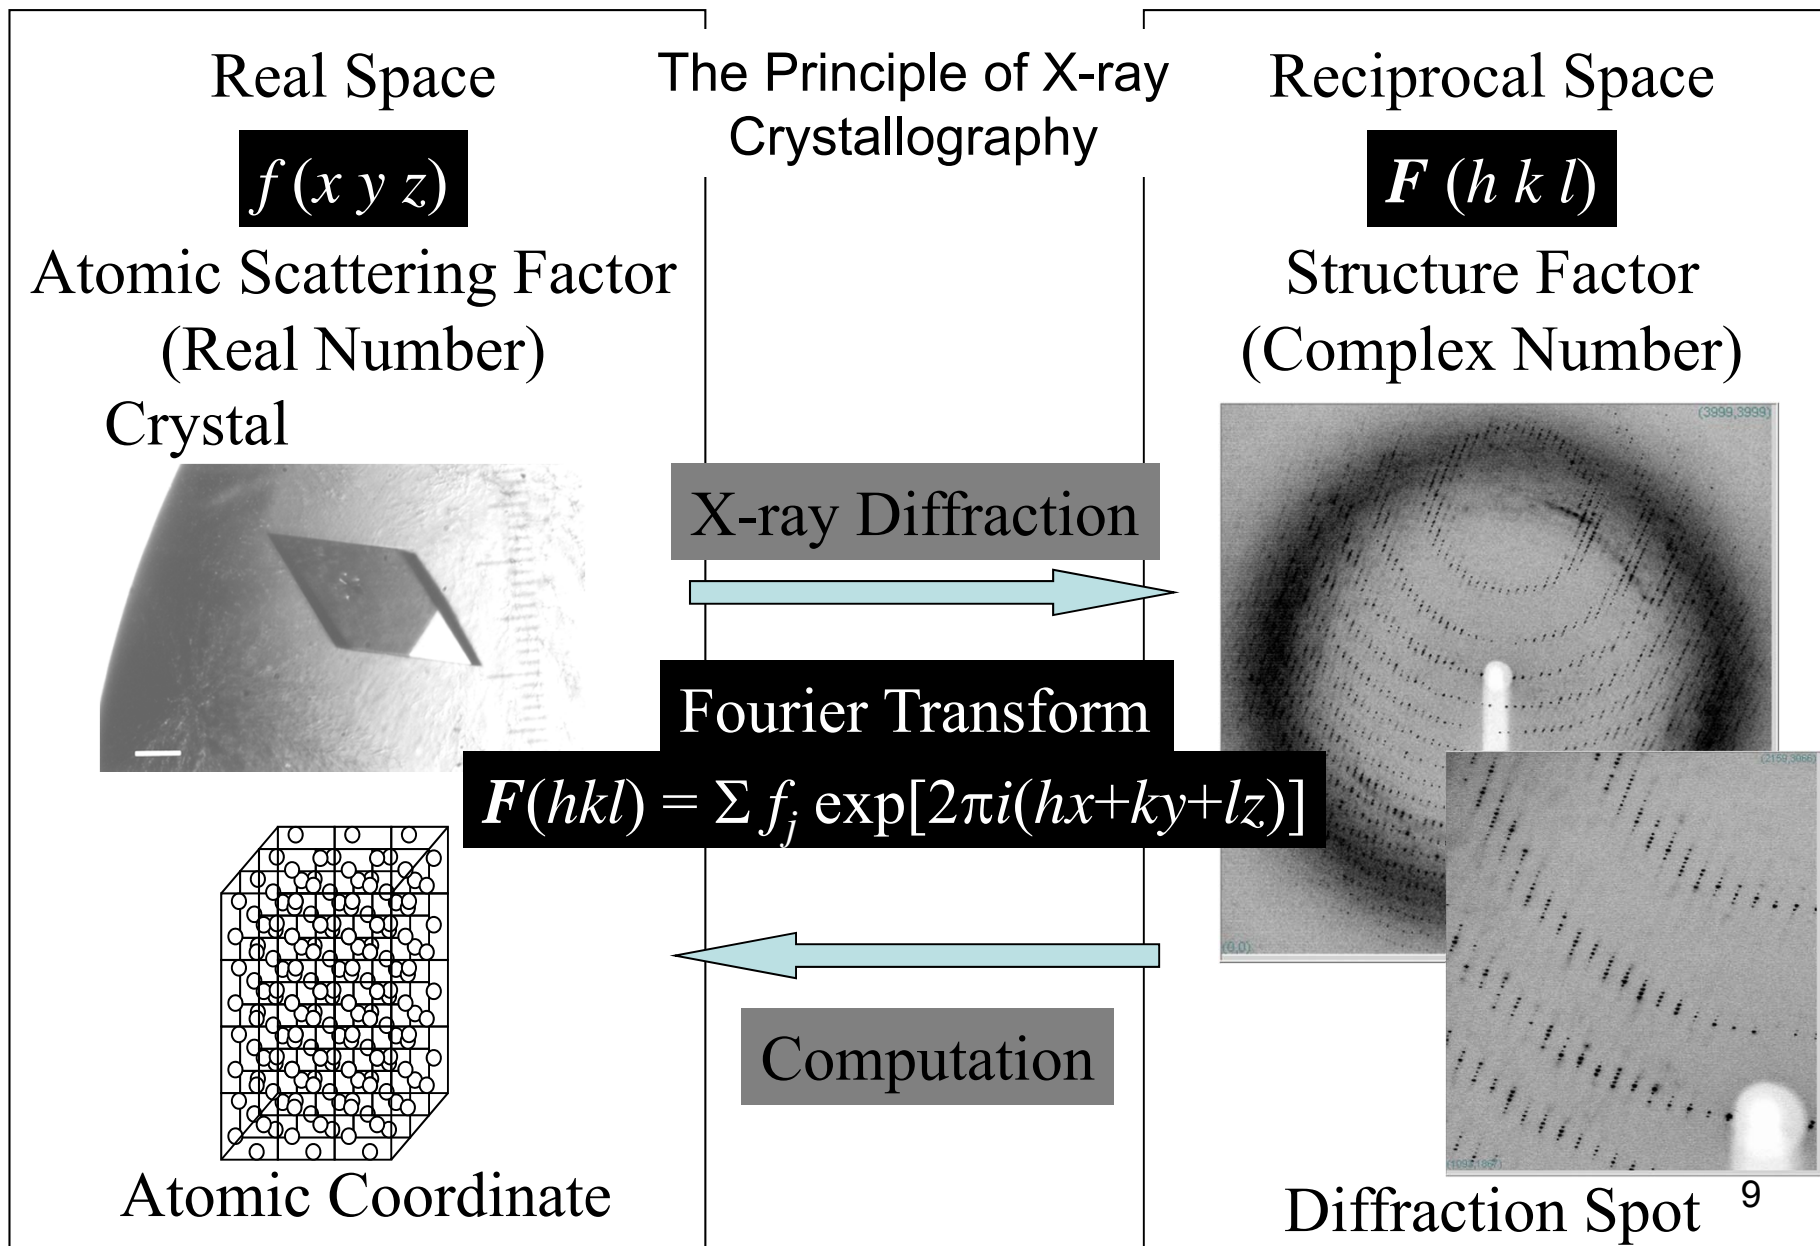 Real Space
f (x y z)
Atomic Scattering Factor
(Real Number)
Crystal
Atomic Coordinate
The Principle of X-ray
Crystallography
X-ray Diffraction
Fourier Transform
F(hkl) = Σ fj exp[2πi(hx+ky+lz)]
Computation
Reciprocal Space
F (h k l)
Structure Factor
(Complex Number)
(3999,3999)
(0,0)
Diffraction Spot
9